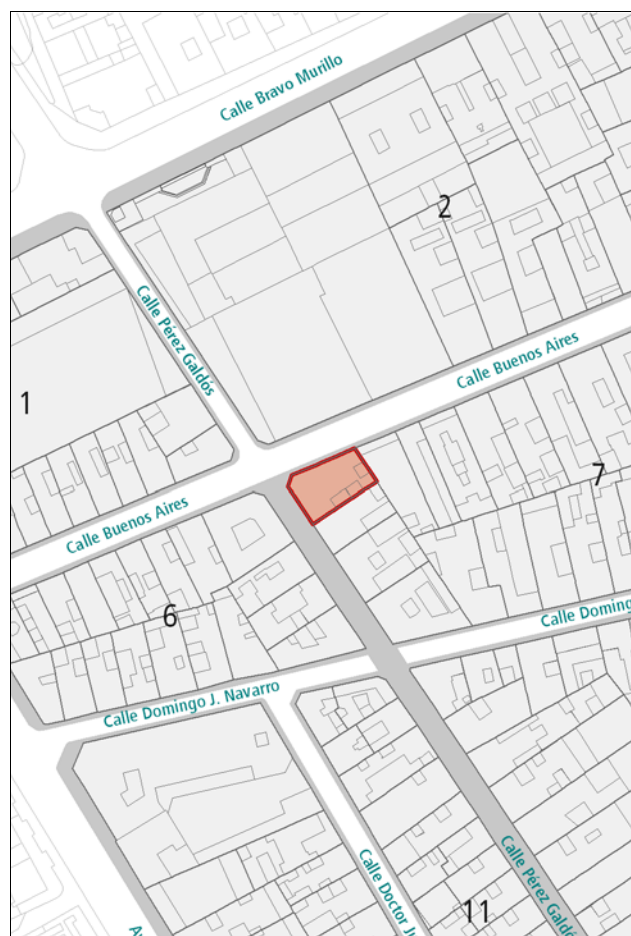 Calle Bravo Murillo
2
Calle Pérez Galdós
Calle Buenos Aires
1
7
Calle Buenos Aires
6
Calle Doming
Calle Domingo J. Navarro
Calle Pérez Galdó
Calle Doctor J
11